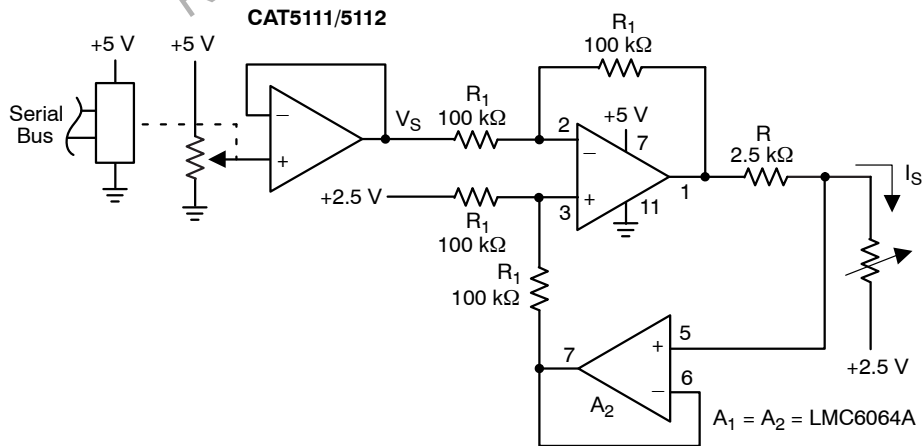 CAT5111/5112
+5 V
+5 V
Serial
Bus
−
+
VS
R1
100 kΩ
R1
100 kΩ
2
−
+5 V
7
+
3
11
1
R
2.5 kΩ
IS
+2.5 V
R1
100 kΩ
R1
100 kΩ
5
+
7
6
−
A2
+2.5 V
A1 = A2 = LMC6064A